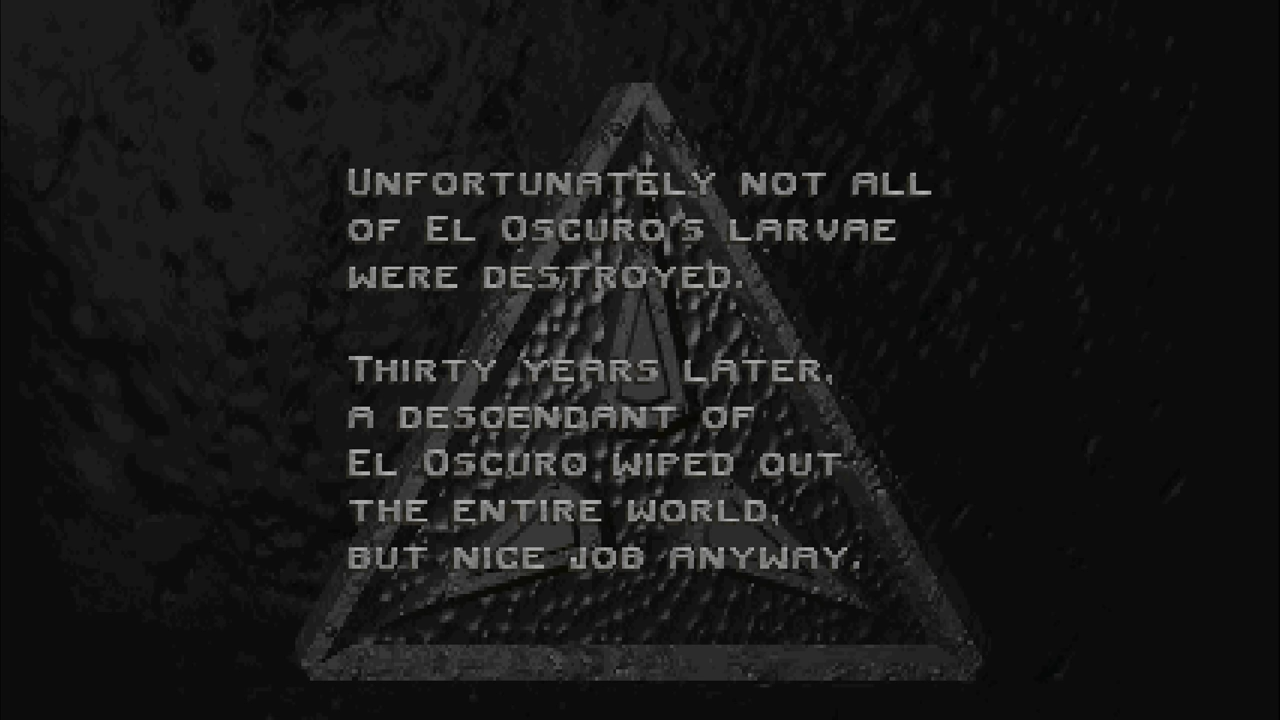 Unfortunately not all
of El Oscuro's larvae
were destroyed.
Thirty years later,
a descendant of
El Oscuro wiped out
the entire world,
but nice job anyway.